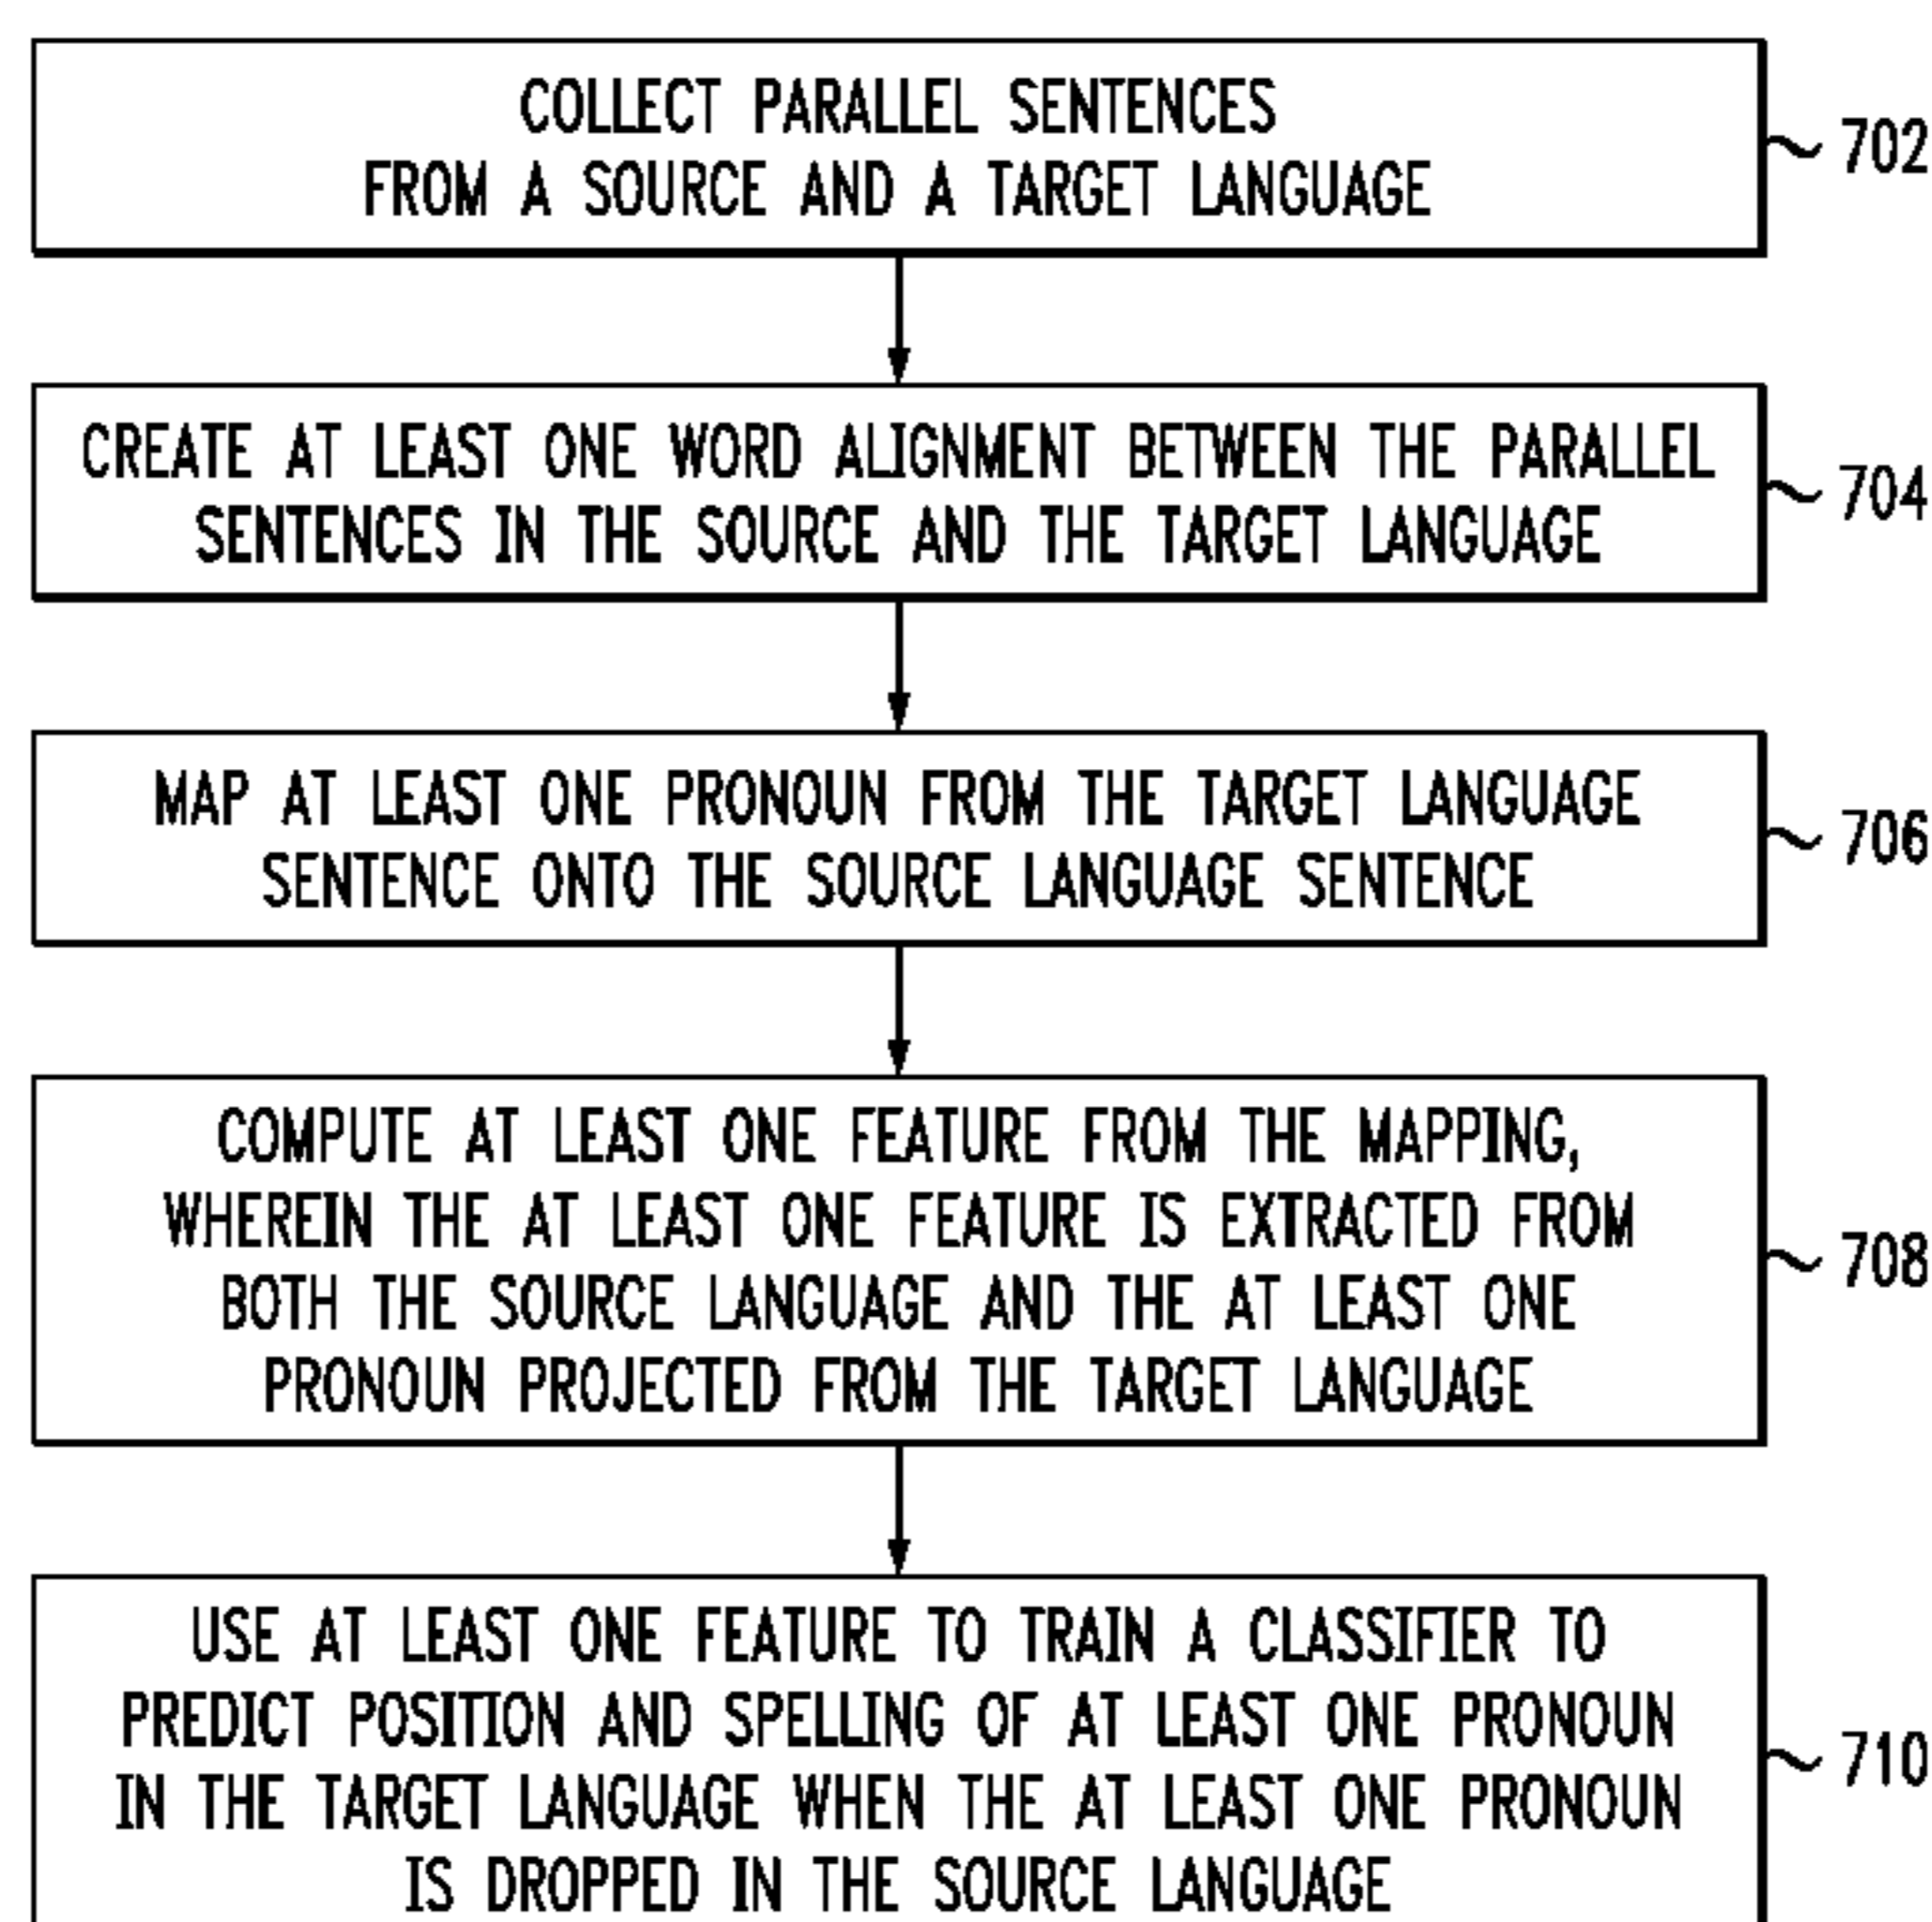 COLLECT PARALLEL SENTENCES
FROM A SOURCE AND A TARGET LANGUAGE
702
CREATE AT LEAST ONE WORD ALIGNMENT BETWEEN THE PARALLEL
SENTENCES IN THE SOURCE AND THE TARGET LANGUAGE
704
MAP AT LEAST ONE PRONOUN FROM THE TARGET LANGUAGE
SENTENCE ONTO THE SOURCE LANGUAGE SENTENCE
706
COMPUTE AT LEAST ONE FEATURE FROM THE MAPPING,
WHEREIN THE AT LEAST ONE FEATURE IS EXTRACTED FROM
BOTH THE SOURCE LANGUAGE AND THE AT LEAST ONE
PRONOUN PROJECTED FROM THE TARGET LANGUAGE
708
USE AT LEAST ONE FEATURE TO TRAIN A CLASSIFIER TO
PREDICT POSITION AND SPELLING OF AT LEAST ONE PRONOUN
IN THE TARGET LANGUAGE WHEN THE AT LEAST ONE PRONOUN
IS DROPPED IN THE SOURCE LANGUAGE
710